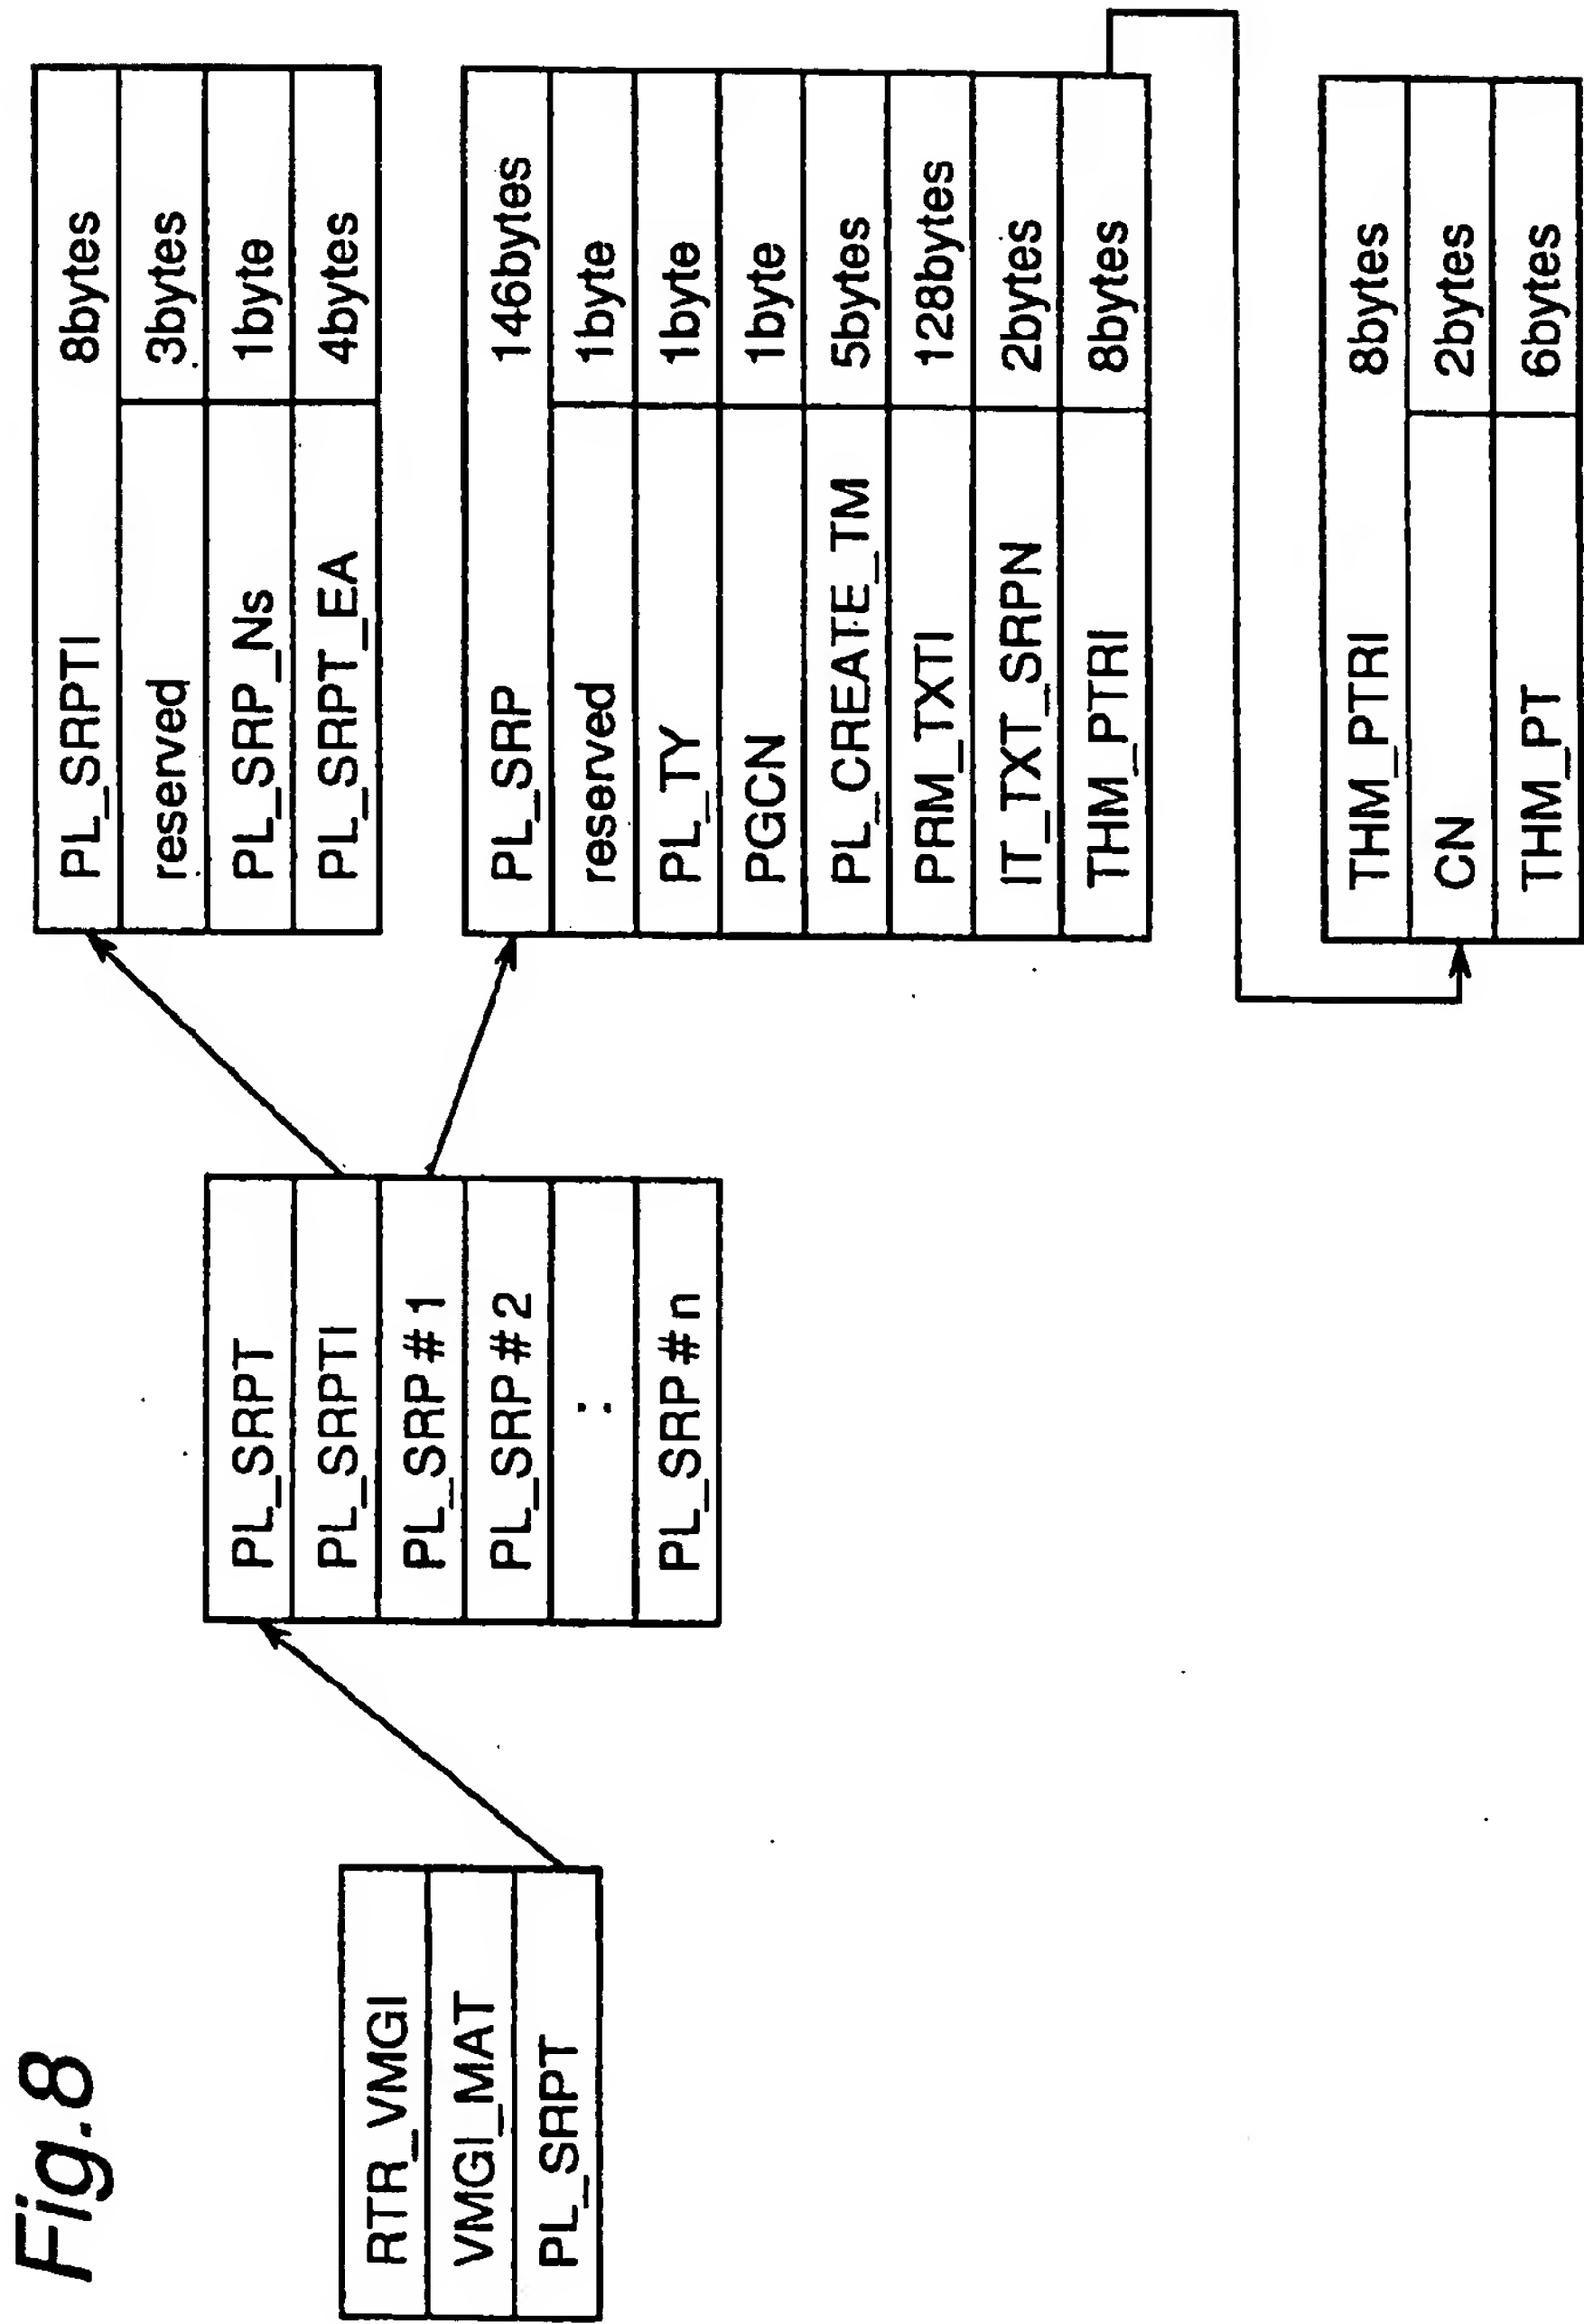 Fig.8
RTR_VMGI
VMGI_MAT
PL_SRPT
PL_SRPT
PL_SRPTI
PL_SRP#1
PL_SRP#2
:
PL_SRP#n
PL_SRPTI 8bytes
reserved 3bytes
PL_SRP_Ns 1byte
PL_SRPT_EA 4bytes
PL_SRP 146bytes
reserved 1byte
PL_TY 1byte
PGCN 1byte
PL_CREATE_TM 5bytes
PRM_TXTI 128bytes
IT_TXT_SRPN 2bytes
THM_PTRI 8bytes
THM_PTRI 8bytes
CN 2bytes
THM_PT 6bytes